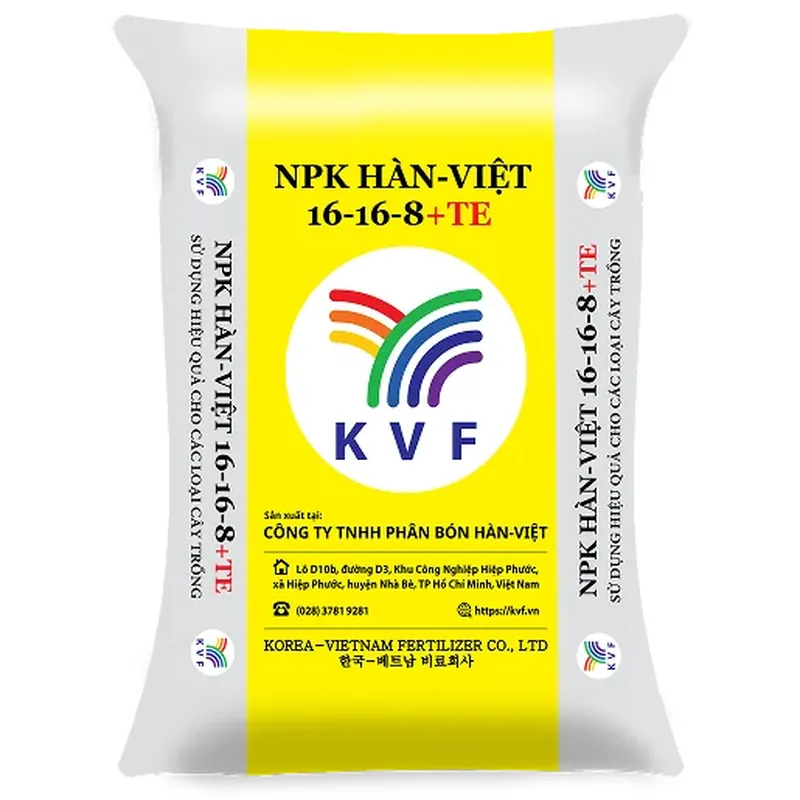 NPK HÀN-VIỆT
16-16-8+TE
KVF
Sản xuất tại:
CÔNG TY TNHH PHÂN BÓN HÀN-VIỆT
Lô D10b, đường D3, Khu Công Nghiệp Hiệp Phước,
xã Hiệp Phước, huyện Nhà Bè, TP Hồ Chí Minh, Việt Nam
(028) 3781 9281
https://kvf.vn
KOREA-VIETNAM FERTILIZER CO., LTD
한국-베트남 비료회사
KVF
NPK HÀN-VIỆT 16-16-8+TE
SỬ DỤNG HIỆU QUẢ CHO CÁC LOẠI CÂY TRỒNG
KVF
KVF
NPK HÀN-VIỆT 16-16-8+TE
SỬ DỤNG HIỆU QUẢ CHO CÁC LOẠI CÂY TRỒNG
KVF